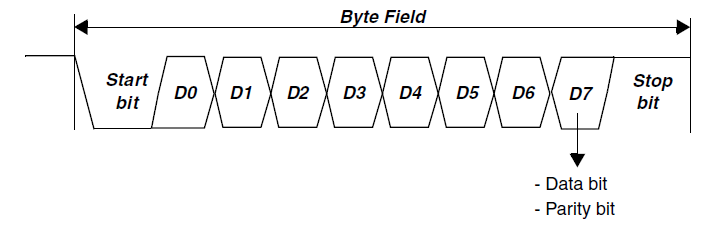 Byte Field
Start bit D0 D1 D2 D3 D4 D5 D6 D7 Stop bit
- Data bit
- Parity bit